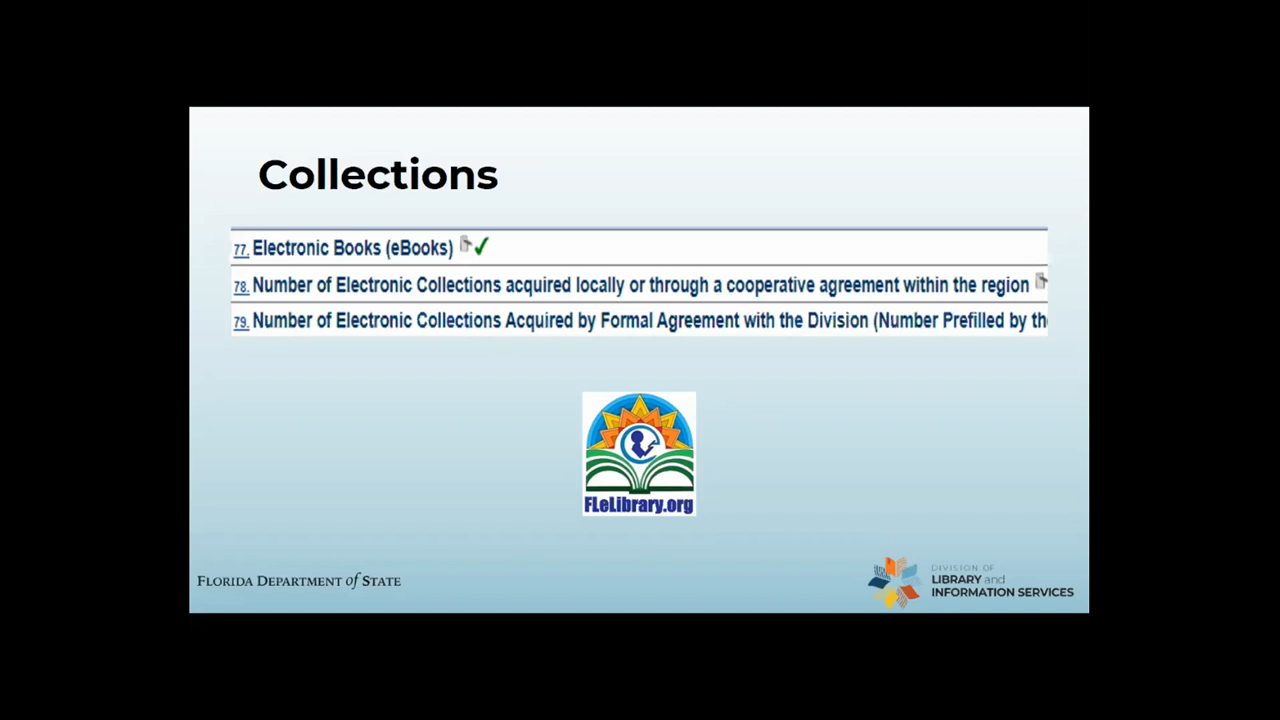 Collections
77. Electronic Books (eBooks)
78. Number of Electronic Collections acquired locally or through a cooperative agreement within the region
79. Number of Electronic Collections Acquired by Formal Agreement with the Division (Number Prefilled by th
FLeLibrary.org
FLORIDA DEPARTMENT of STATE
DIVISION OF
LIBRARY and
INFORMATION SERVICES